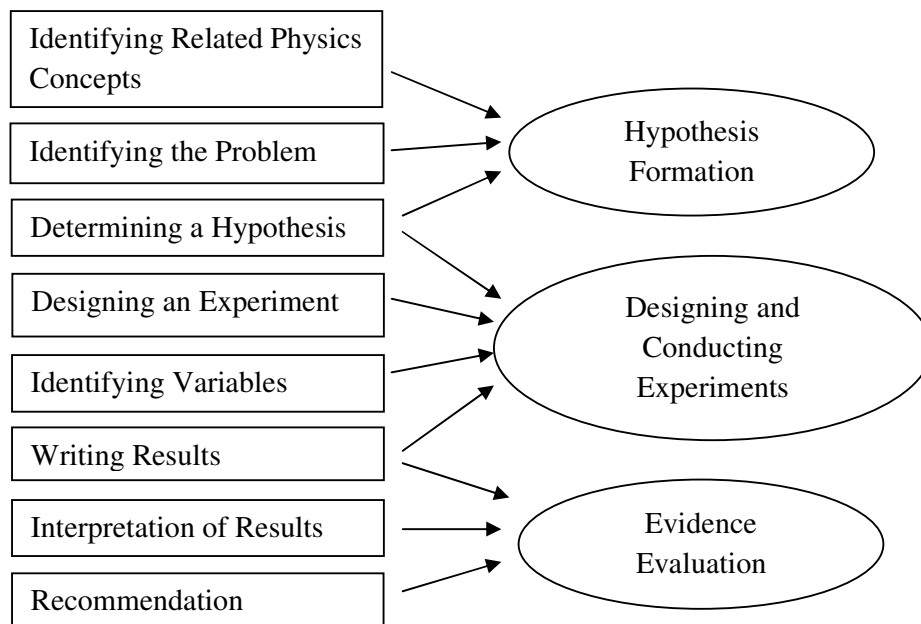 Identifying Related Physics
Concepts
Identifying the Problem
Determining a Hypothesis
Designing an Experiment
Identifying Variables
Writing Results
Interpretation of Results
Recommendation
Hypothesis
Formation
Designing and
Conducting
Experiments
Evidence
Evaluation